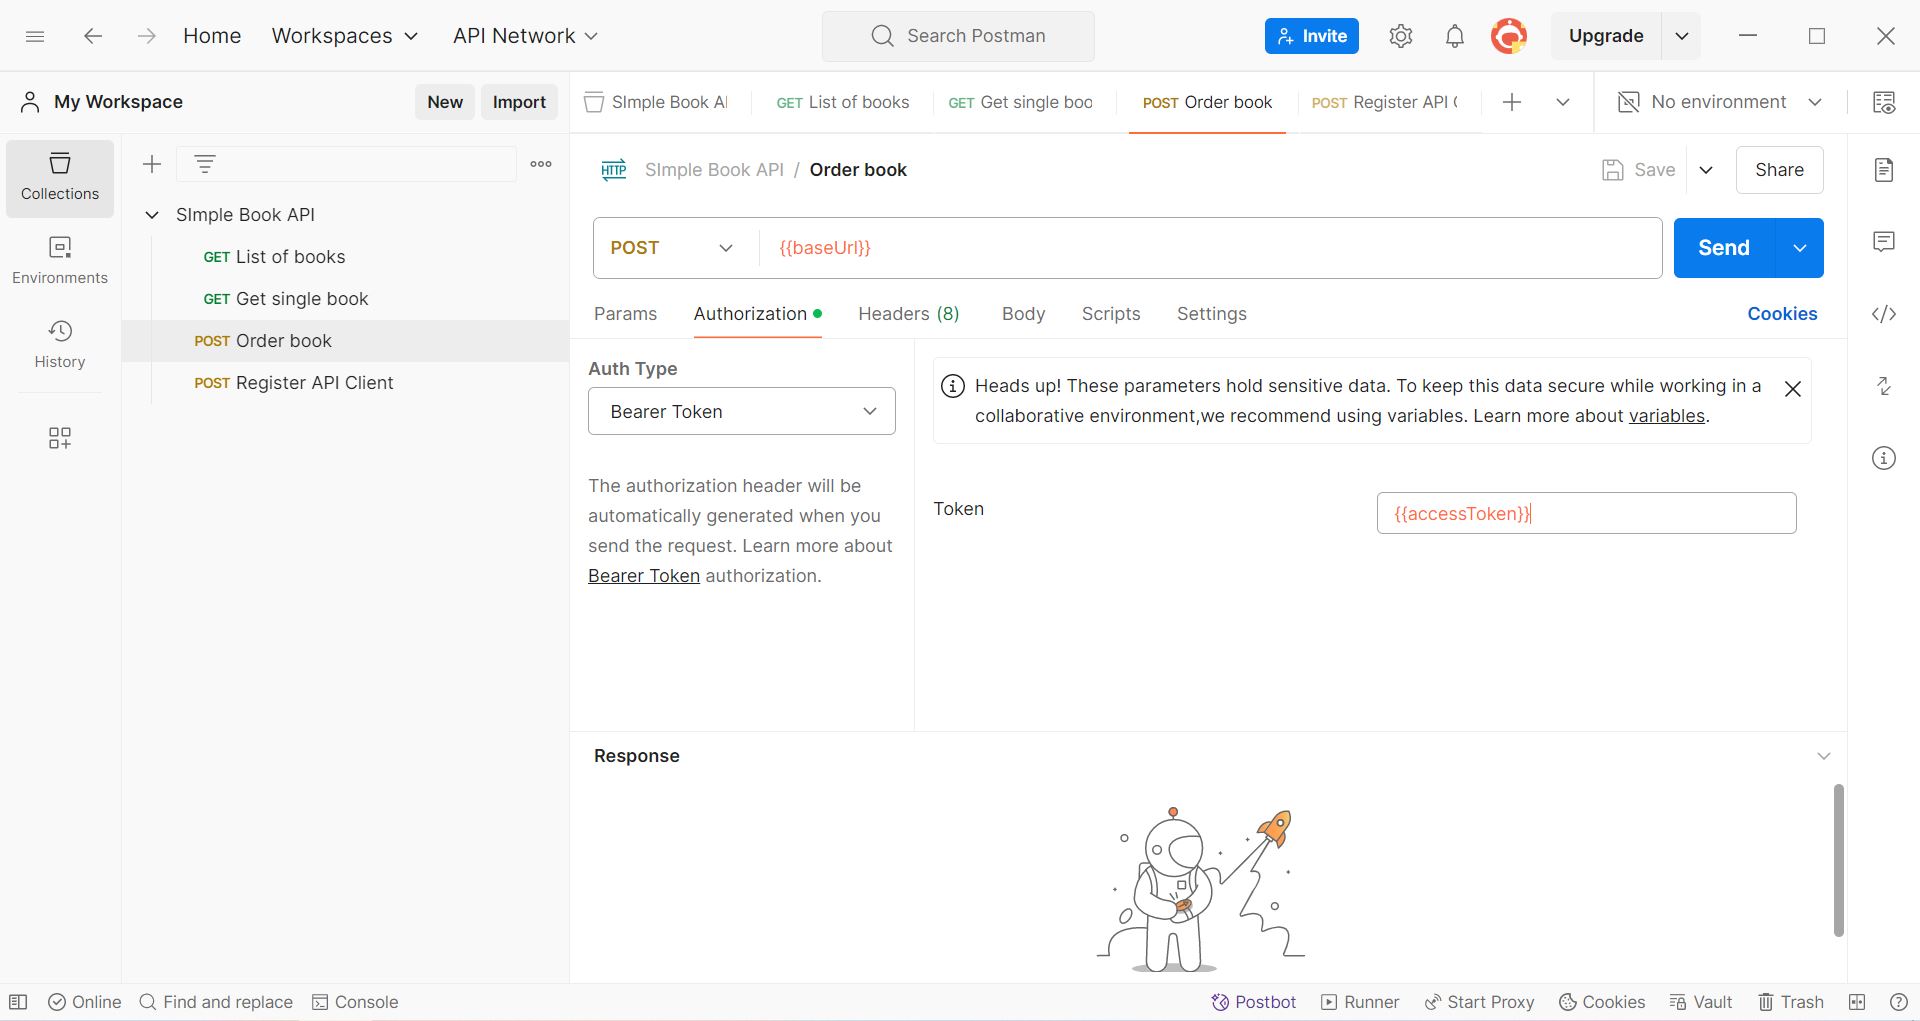 Home Workspaces API Network Search Postman Invite Upgrade
My Workspace New Import
SImple Book A GET List of books GET Get single boo POST Order book POST Register API No environment
Collections
Environments
History
SImple Book API
GET List of books
GET Get single book
POST Order book
POST Register API Client
HTTP SImple Book API / Order book Save Share
POST {{baseUrl}} Send
Params Authorization Headers (8) Body Scripts Settings Cookies
Auth Type
Bearer Token
The authorization header will be
automatically generated when you
send the request. Learn more about
Bearer Token authorization.
Heads up! These parameters hold sensitive data. To keep this data secure while working in a
collaborative environment,we recommend using variables. Learn more about variables.
Token {{accessToken}}
Response
Online Find and replace Console Postbot Runner Start Proxy Cookies Vault Trash